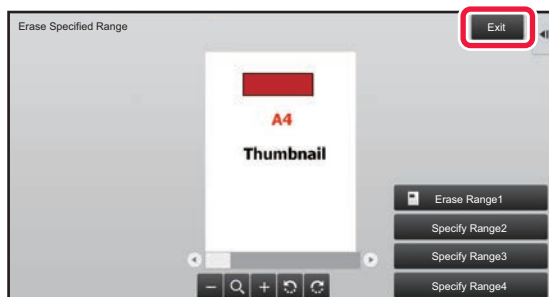 Erase Specified Range
Exit
A4
Thumbnail
Erase Range1
Specify Range2
Specify Range3
Specify Range4